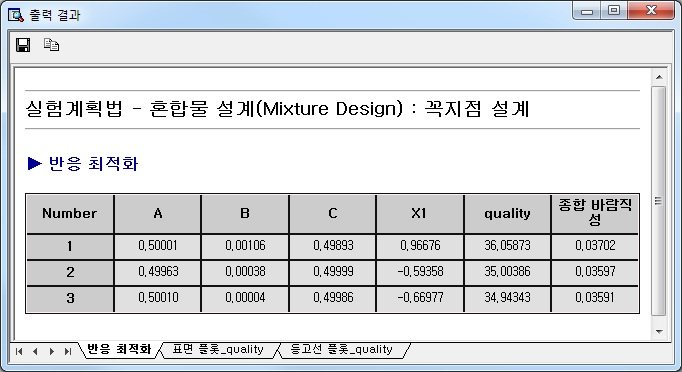 출력 결과
실험계획법 - 혼합물 설계(Mixture Design) : 꼭지점 설계
▶ 반응 최적화
Number A B C X1 quality 종합 바람직
성
1 0,50001 0,00106 0,49893 0,96676 36,05873 0,03702
2 0,49963 0,00038 0,49999 -0,59358 35,00386 0,03597
3 0,50010 0,00004 0,49986 -0,66977 34,94343 0,03591
반응 최적화 표면 플롯_quality 등고선 플롯_quality